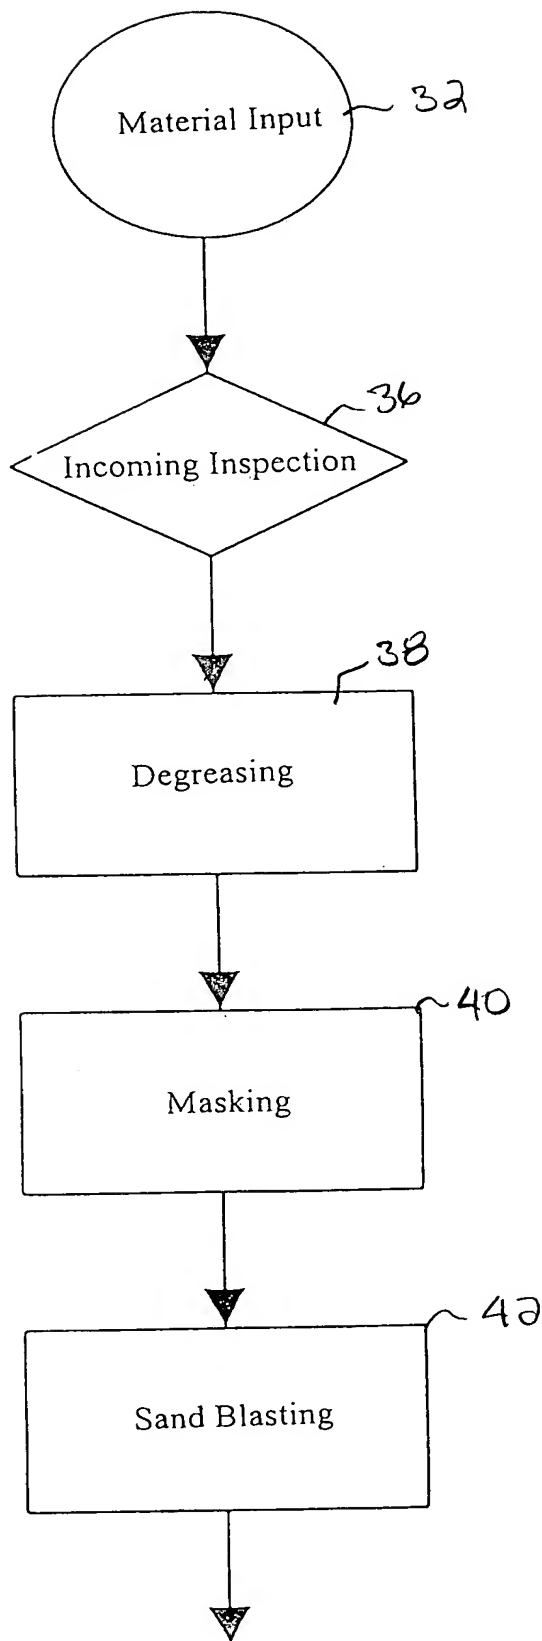 Material Input
32
36
Incoming Inspection
38
Degreasing
40
Masking
42
Sand Blasting